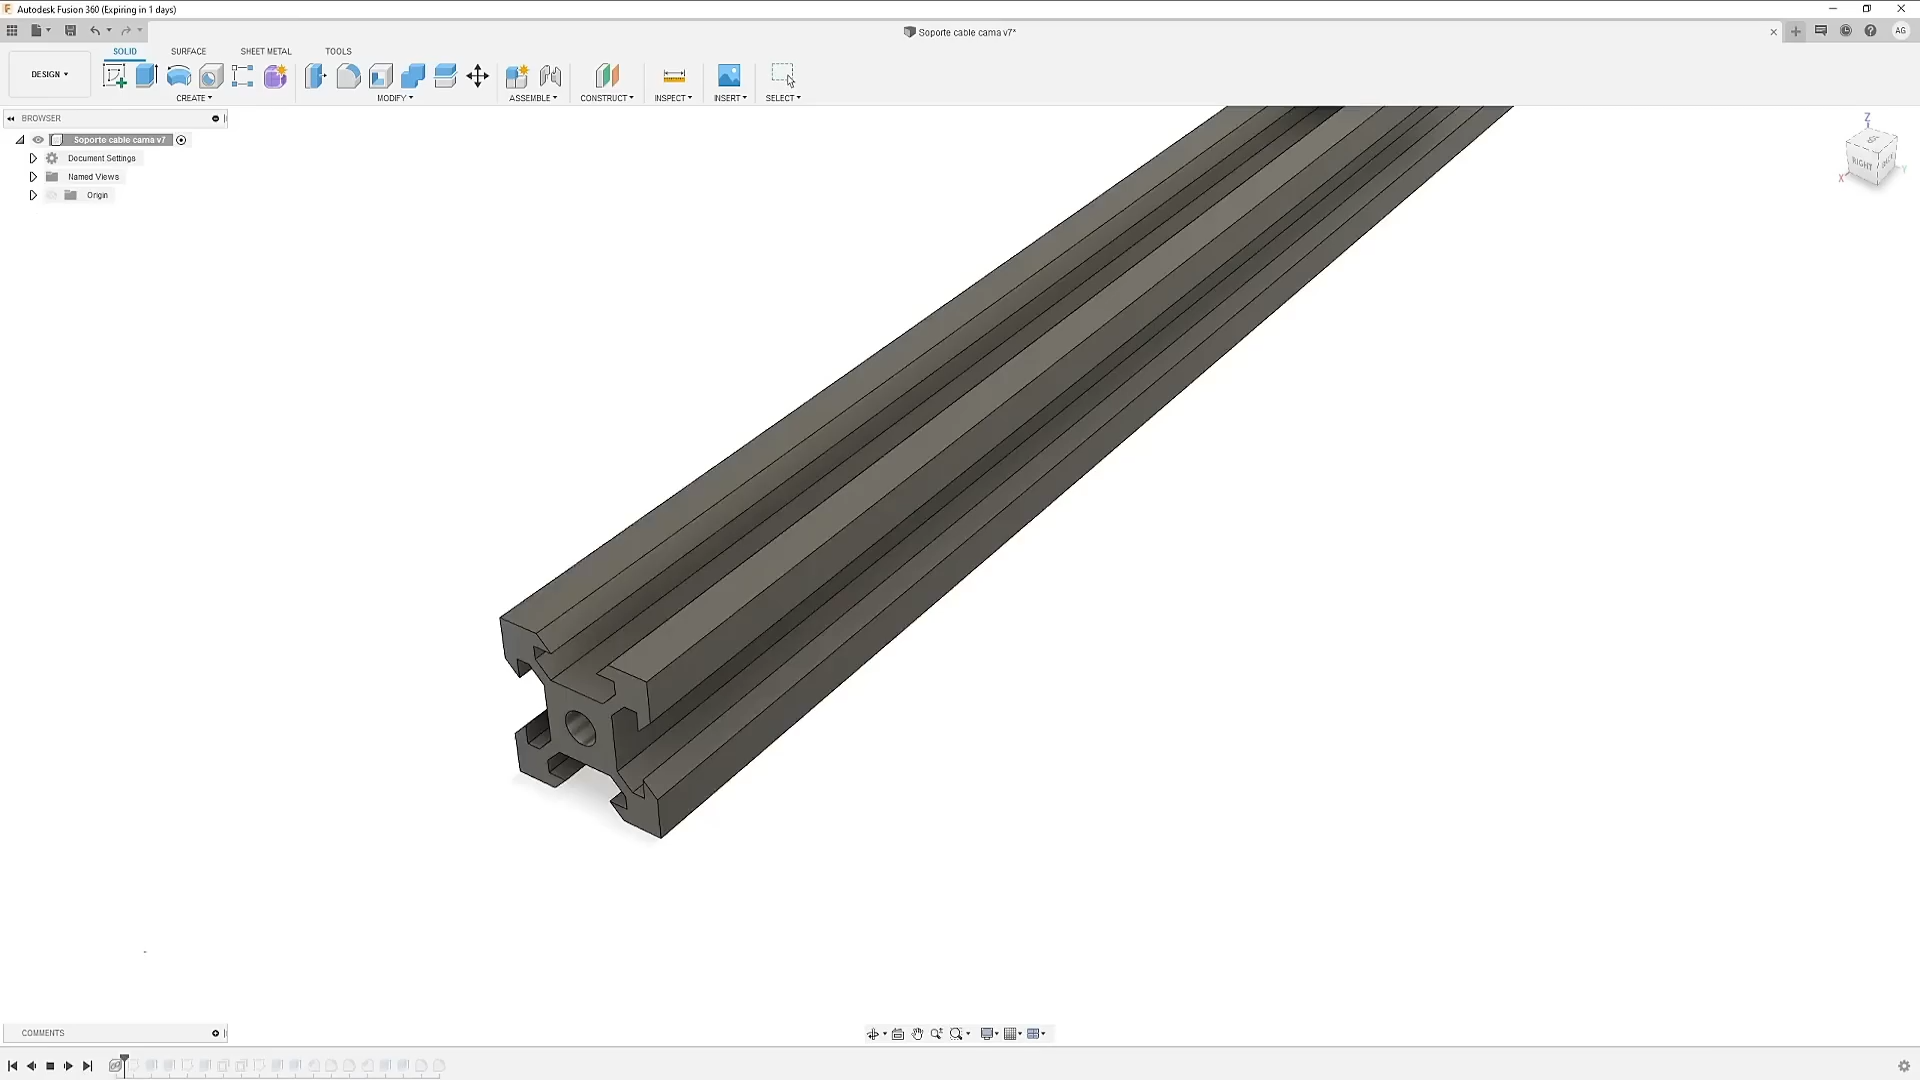 Autodesk Fusion 360 (Expiring in 1 days)
Soporte cable cama v7*
AG
SOLID SURFACE SHEET METAL TOOLS
DESIGN
CREATE MODIFY ASSEMBLE CONSTRUCT INSPECT INSERT SELECT
BROWSER
Soporte cable cama v7
Document Settings
Named Views
Origin
Z
RIGHT
X
Y
COMMENTS